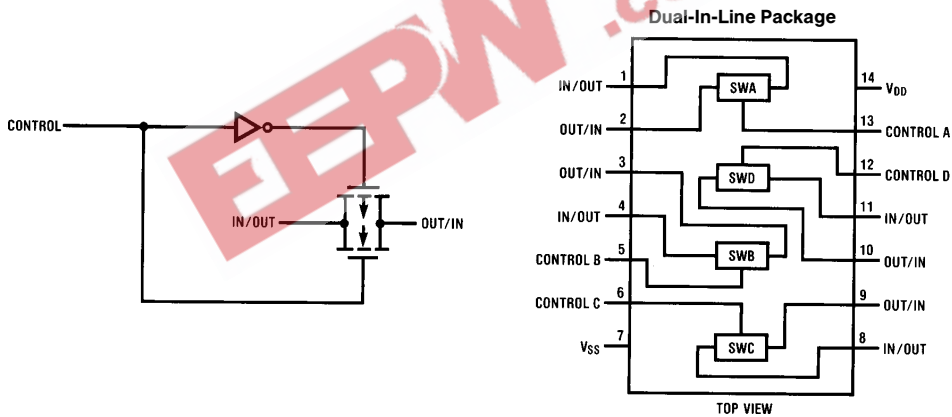 Dual-In-Line Package
CONTROL
IN/OUT
OUT/IN
IN/OUT 1
OUT/IN 2
OUT/IN 3
IN/OUT 4
CONTROL B 5
CONTROL C 6
VSS 7
SWA
SWD
SWB
SWC
14 VDD
13 CONTROL A
12 CONTROL D
11 IN/OUT
10 OUT/IN
9 OUT/IN
8 IN/OUT
TOP VIEW
EEPW.c